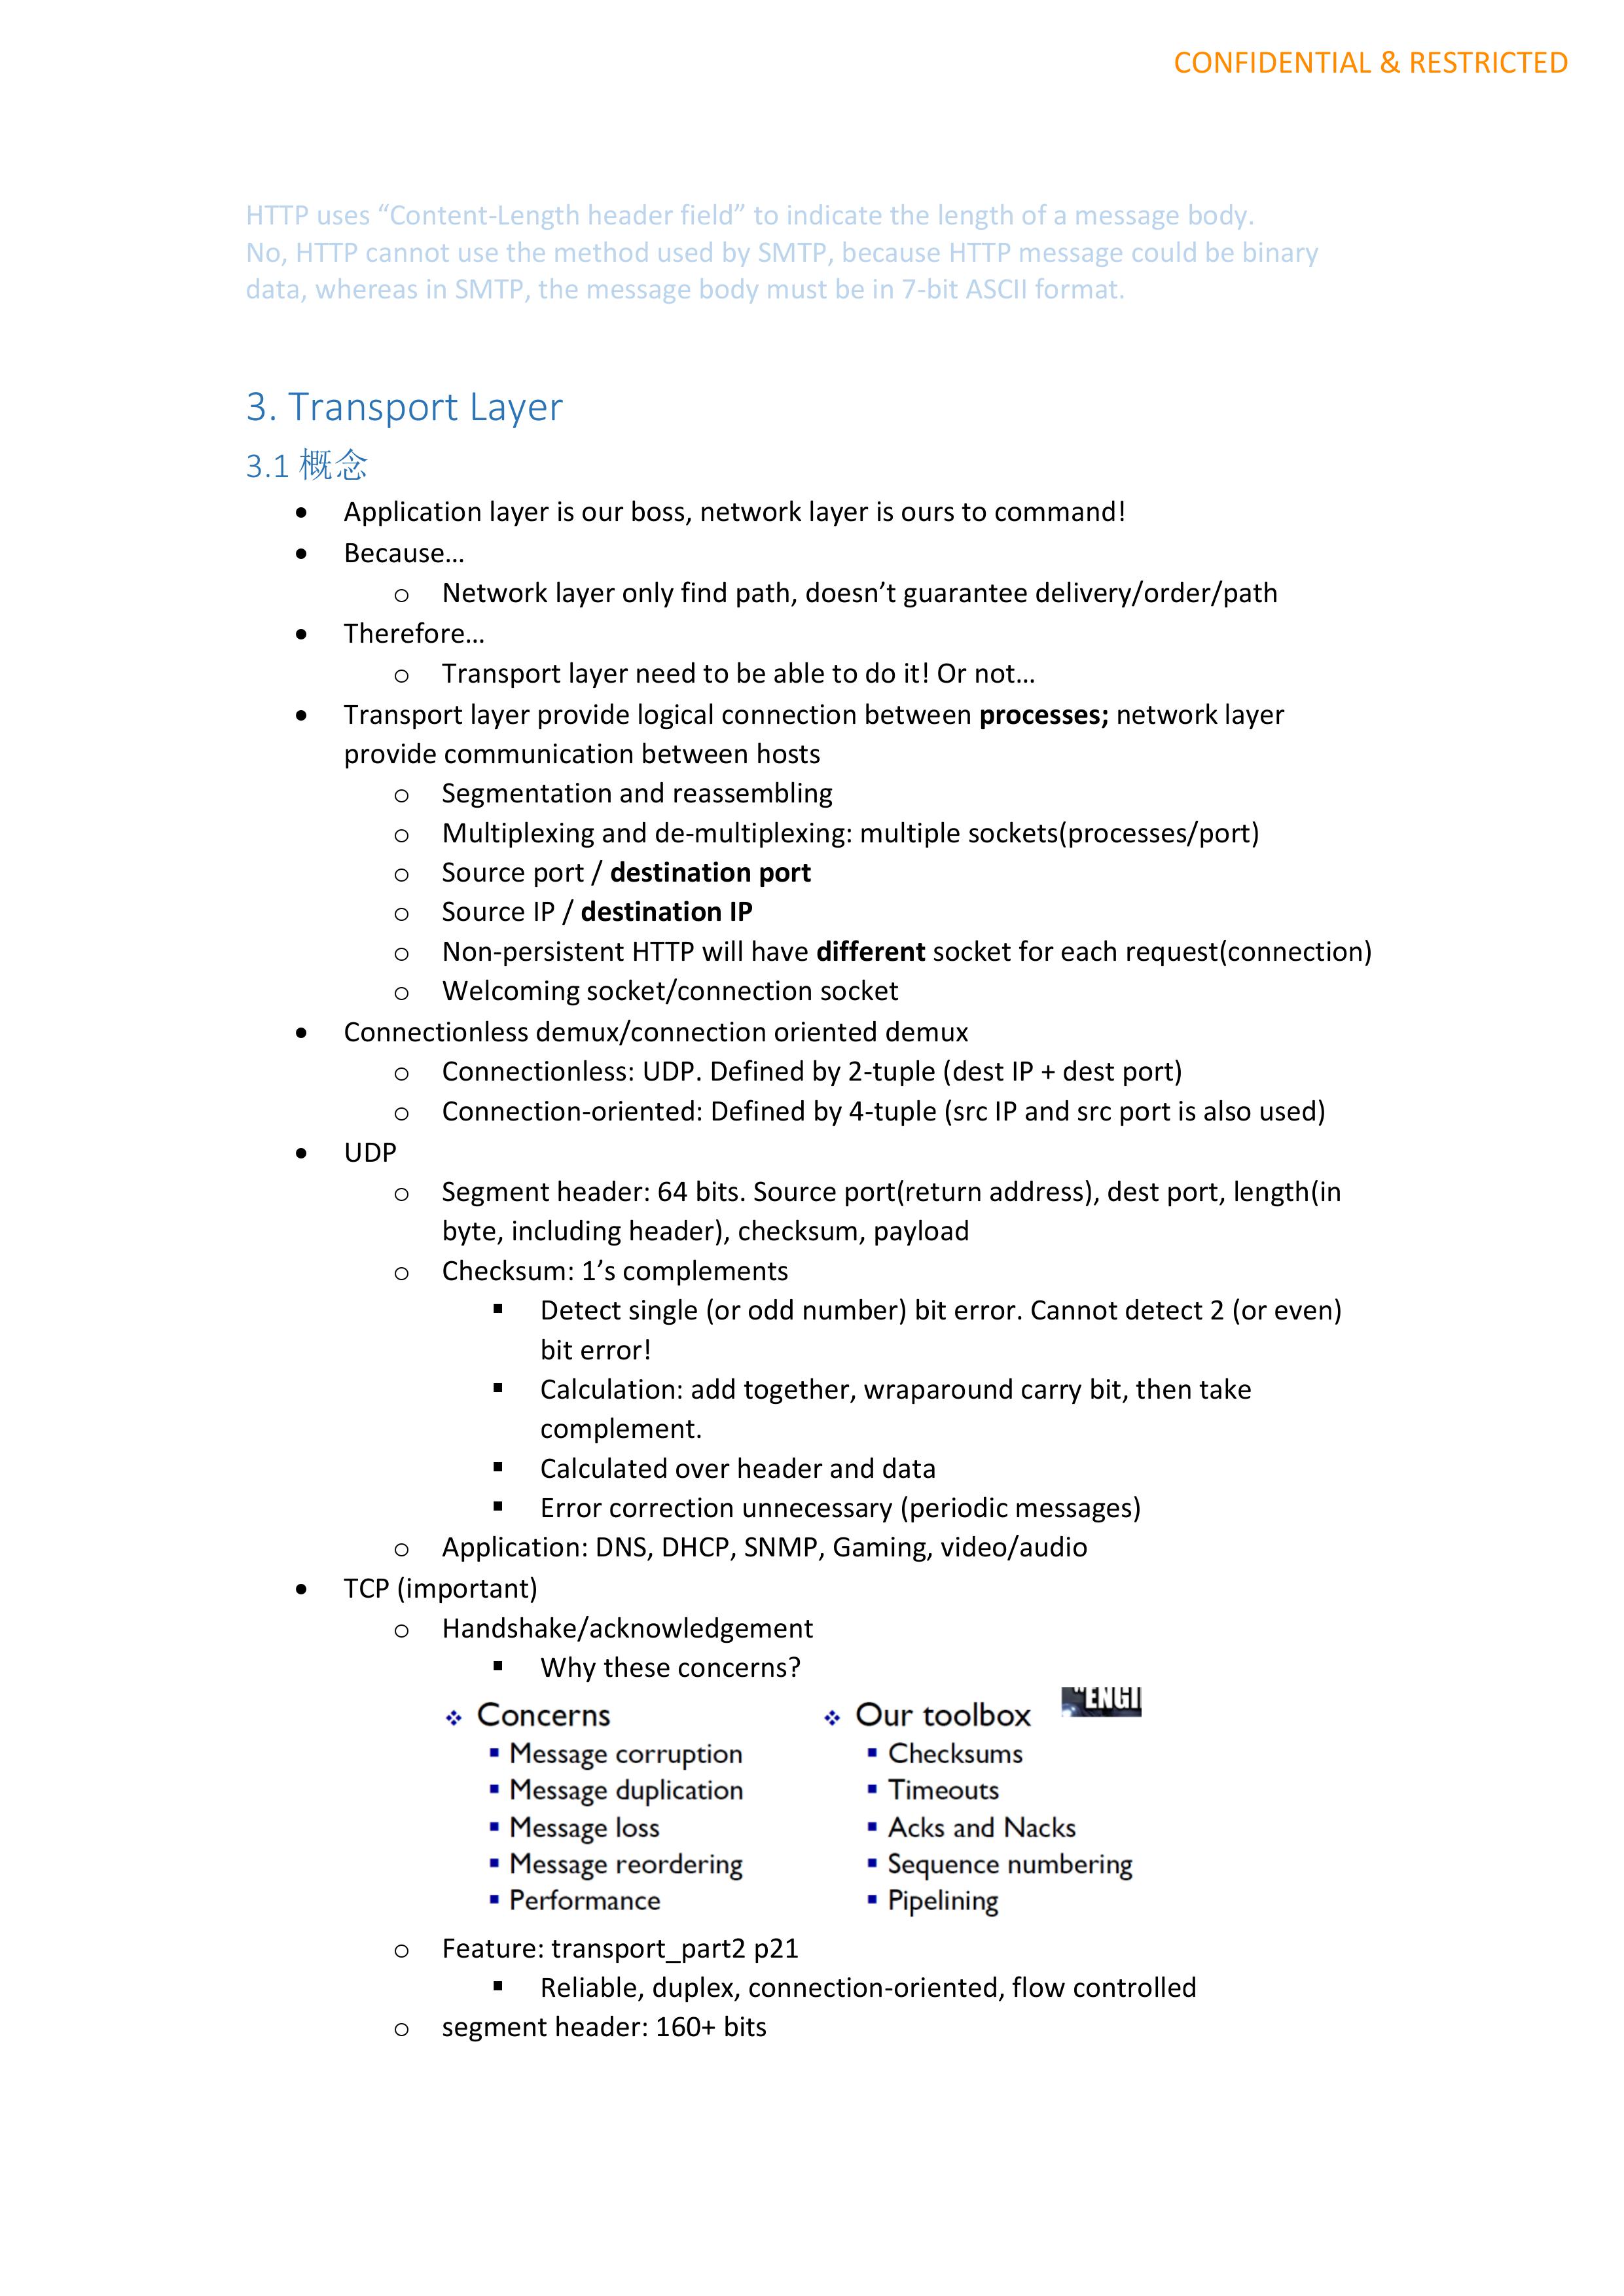 CONFIDENTIAL & RESTRICTED
HTTP uses “Content-Length header field” to indicate the length of a message body.
No, HTTP cannot use the method used by SMTP, because HTTP message could be binary
data, whereas in SMTP, the message body must be in 7-bit ASCII format.
3. Transport Layer
3.1 概念
• Application layer is our boss, network layer is ours to command!
• Because…
o Network layer only find path, doesn’t guarantee delivery/order/path
• Therefore…
o Transport layer need to be able to do it! Or not…
• Transport layer provide logical connection between processes; network layer
provide communication between hosts
o Segmentation and reassembling
o Multiplexing and de-multiplexing: multiple sockets(processes/port)
o Source port / destination port
o Source IP / destination IP
o Non-persistent HTTP will have different socket for each request(connection)
o Welcoming socket/connection socket
• Connectionless demux/connection oriented demux
o Connectionless: UDP. Defined by 2-tuple (dest IP + dest port)
o Connection-oriented: Defined by 4-tuple (src IP and src port is also used)
• UDP
o Segment header: 64 bits. Source port(return address), dest port, length(in
byte, including header), checksum, payload
o Checksum: 1’s complements
▪ Detect single (or odd number) bit error. Cannot detect 2 (or even)
bit error!
▪ Calculation: add together, wraparound carry bit, then take
complement.
▪ Calculated over header and data
▪ Error correction unnecessary (periodic messages)
o Application: DNS, DHCP, SNMP, Gaming, video/audio
• TCP (important)
o Handshake/acknowledgement
▪ Why these concerns?
❖ Concerns
▪ Message corruption
▪ Message duplication
▪ Message loss
▪ Message reordering
▪ Performance
❖ Our toolbox
▪ Checksums
▪ Timeouts
▪ Acks and Nacks
▪ Sequence numbering
▪ Pipelining
o Feature: transport_part2 p21
▪ Reliable, duplex, connection-oriented, flow controlled
o segment header: 160+ bits